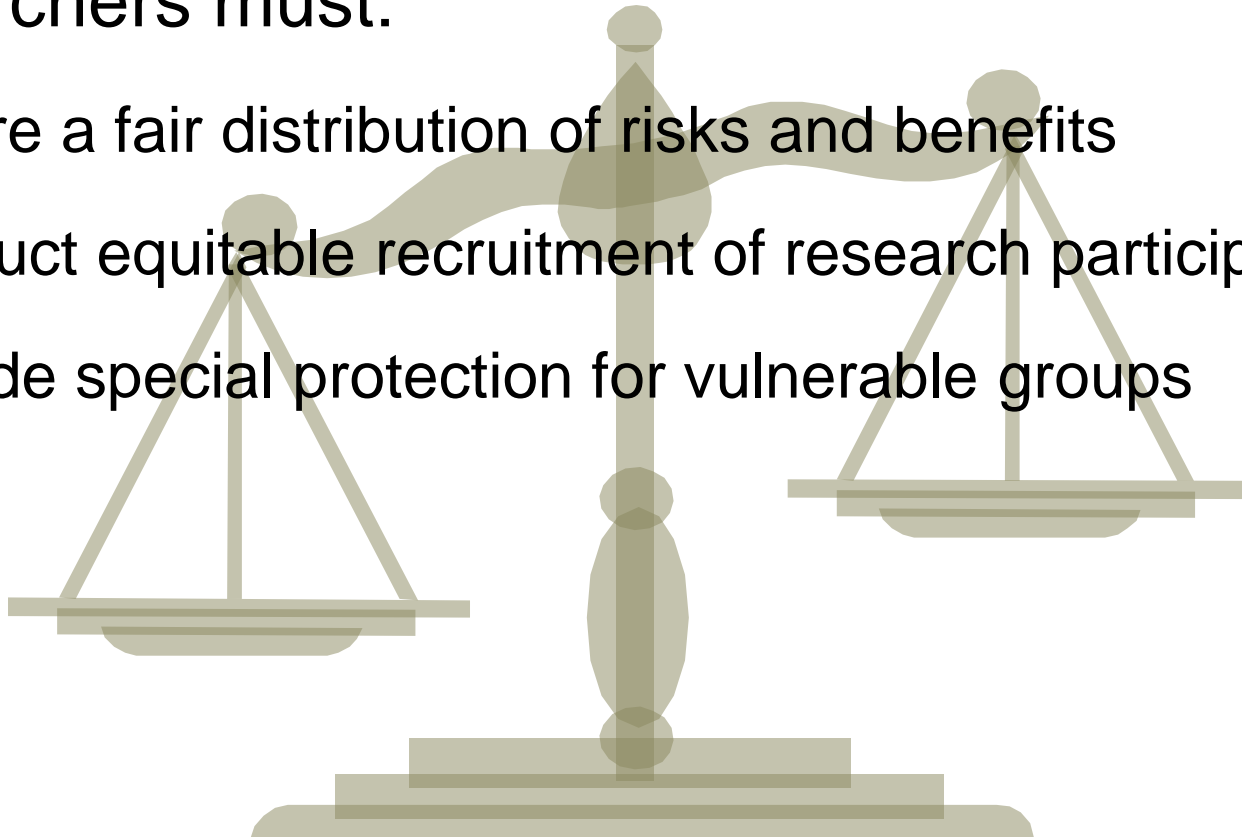 chers must:
re a fair distribution of risks and benefits
uct equitable recruitment of research particip
de special protection for vulnerable groups